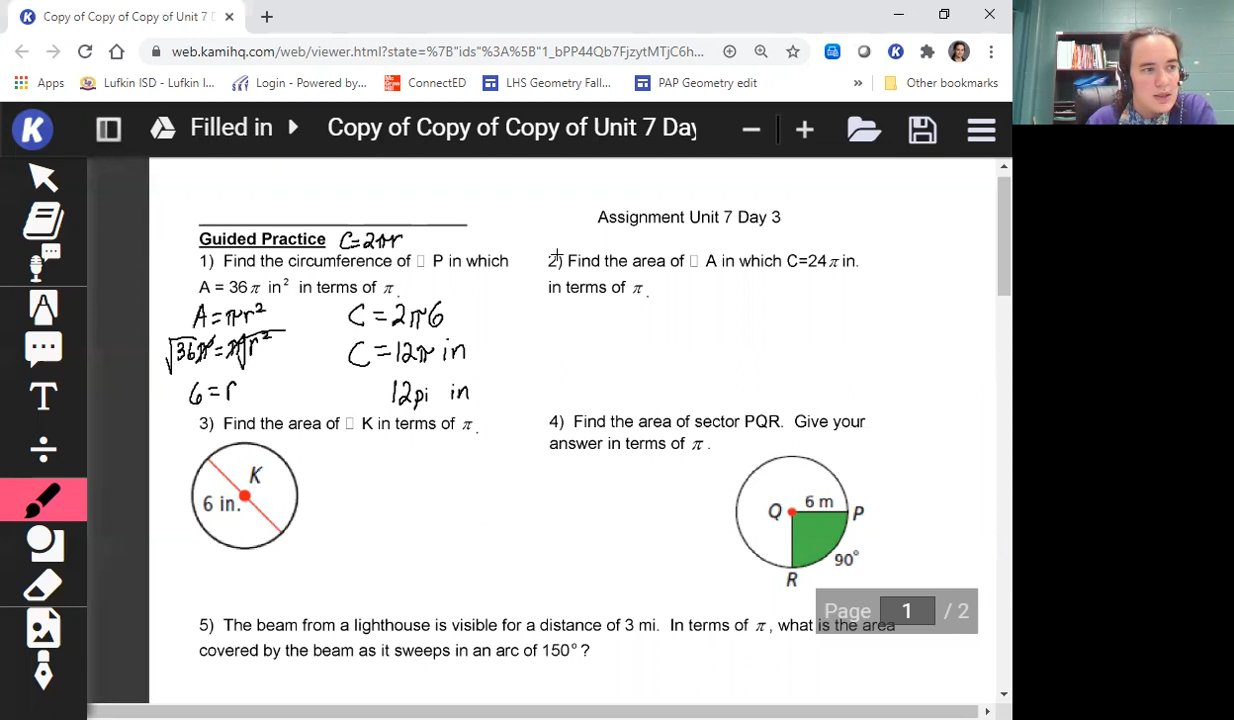 Copy of Copy of Copy of Unit 7 D
web.kamihq.com/web/viewer.html?state=%7B"ids"%3A%5B"1_bPP44Qb7FjzytMTjC6h...
Apps Lufkin ISD - Lufkin I... Login - Powered by... ConnectED LHS Geometry Fall... PAP Geometry edit » Other bookmarks
K Filled in Copy of Copy of Copy of Unit 7 Day
Assignment Unit 7 Day 3
Guided Practice C=2πr
1) Find the circumference of □ P in which
A = 36π in² in terms of π.
A=πr²
√36π=π√r²
6=r
C=2π6
C=12π in
12pi in
2) Find the area of □ A in which C=24π in.
in terms of π.
3) Find the area of □ K in terms of π.
K
6 in.
4) Find the area of sector PQR. Give your
answer in terms of π.
6 m
Q P
90°
R
Page 1 / 2
5) The beam from a lighthouse is visible for a distance of 3 mi. In terms of π, what is the area
covered by the beam as it sweeps in an arc of 150°?